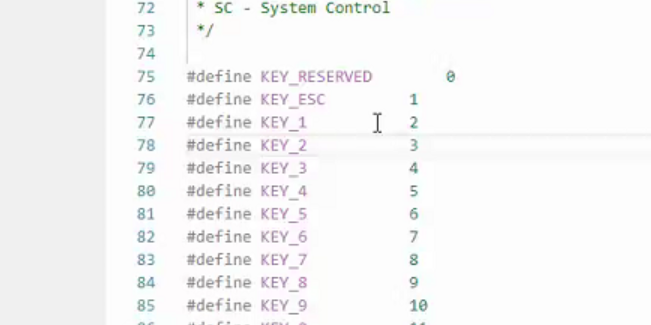 72 * SC - System Control
73 */
74
75 #define KEY_RESERVED 0
76 #define KEY_ESC 1
77 #define KEY_1 2
78 #define KEY_2 3
79 #define KEY_3 4
80 #define KEY_4 5
81 #define KEY_5 6
82 #define KEY_6 7
83 #define KEY_7 8
84 #define KEY_8 9
85 #define KEY_9 10